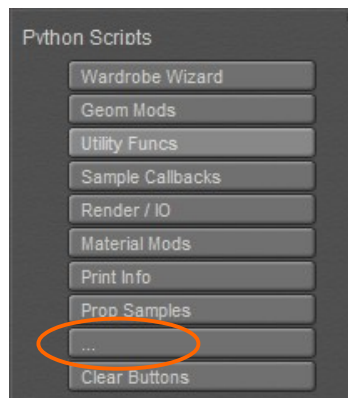 Python Scripts
Wardrobe Wizard
Geom Mods
Utility Funcs
Sample Callbacks
Render / IO
Material Mods
Print Info
Prop Samples
...
Clear Buttons